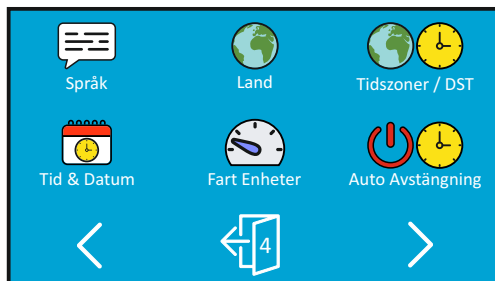 Språk
Land
Tidszoner / DST
Tid & Datum
Fart Enheter
Auto Avstängning
4